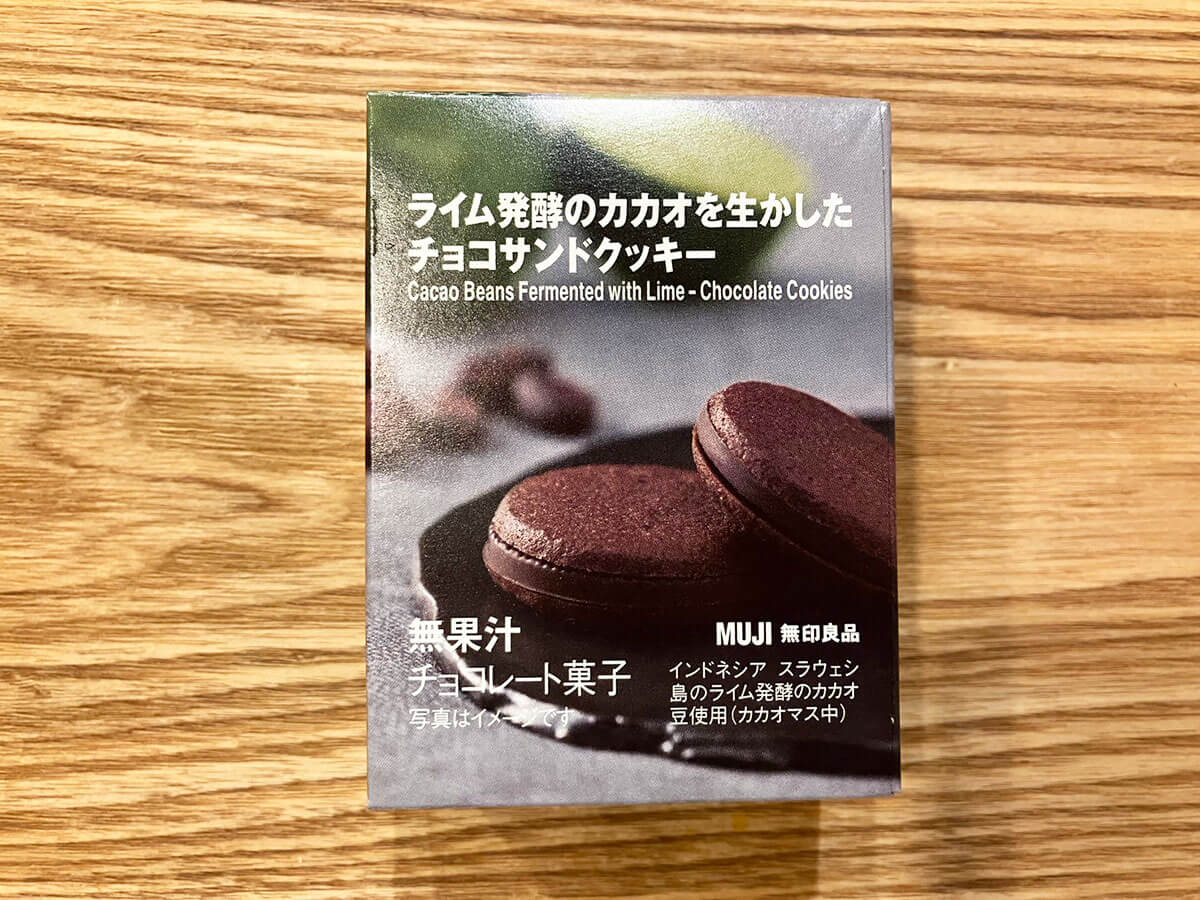 ライム発酵のカカオを生かした
チョコサンドクッキー
Cacao Beans Fermented with Lime – Chocolate Cookies
無果汁
チョコレート菓子
写真はイメージです
MUJI 無印良品
インドネシア スラウェシ
島のライム発酵のカカオ
豆使用（カカオマス中）